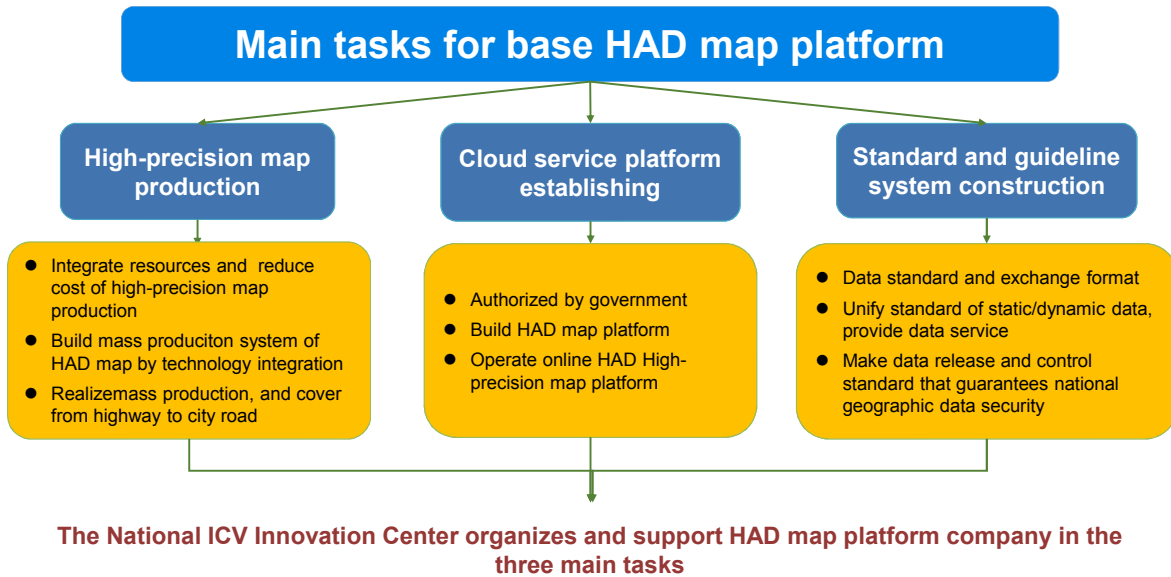 Main tasks for base HAD map platform
High-precision map
production
Cloud service platform
establishing
Standard and guideline
system construction
● Integrate resources and reduce
cost of high-precision map
production
● Build mass produciton system of
HAD map by technology integration
● Realizemass production, and cover
from highway to city road
● Authorized by government
● Build HAD map platform
● Operate online HAD High-
precision map platform
● Data standard and exchange format
● Unify standard of static/dynamic data,
provide data service
● Make data release and control
standard that guarantees national
geographic data security
The National ICV Innovation Center organizes and support HAD map platform company in the
three main tasks